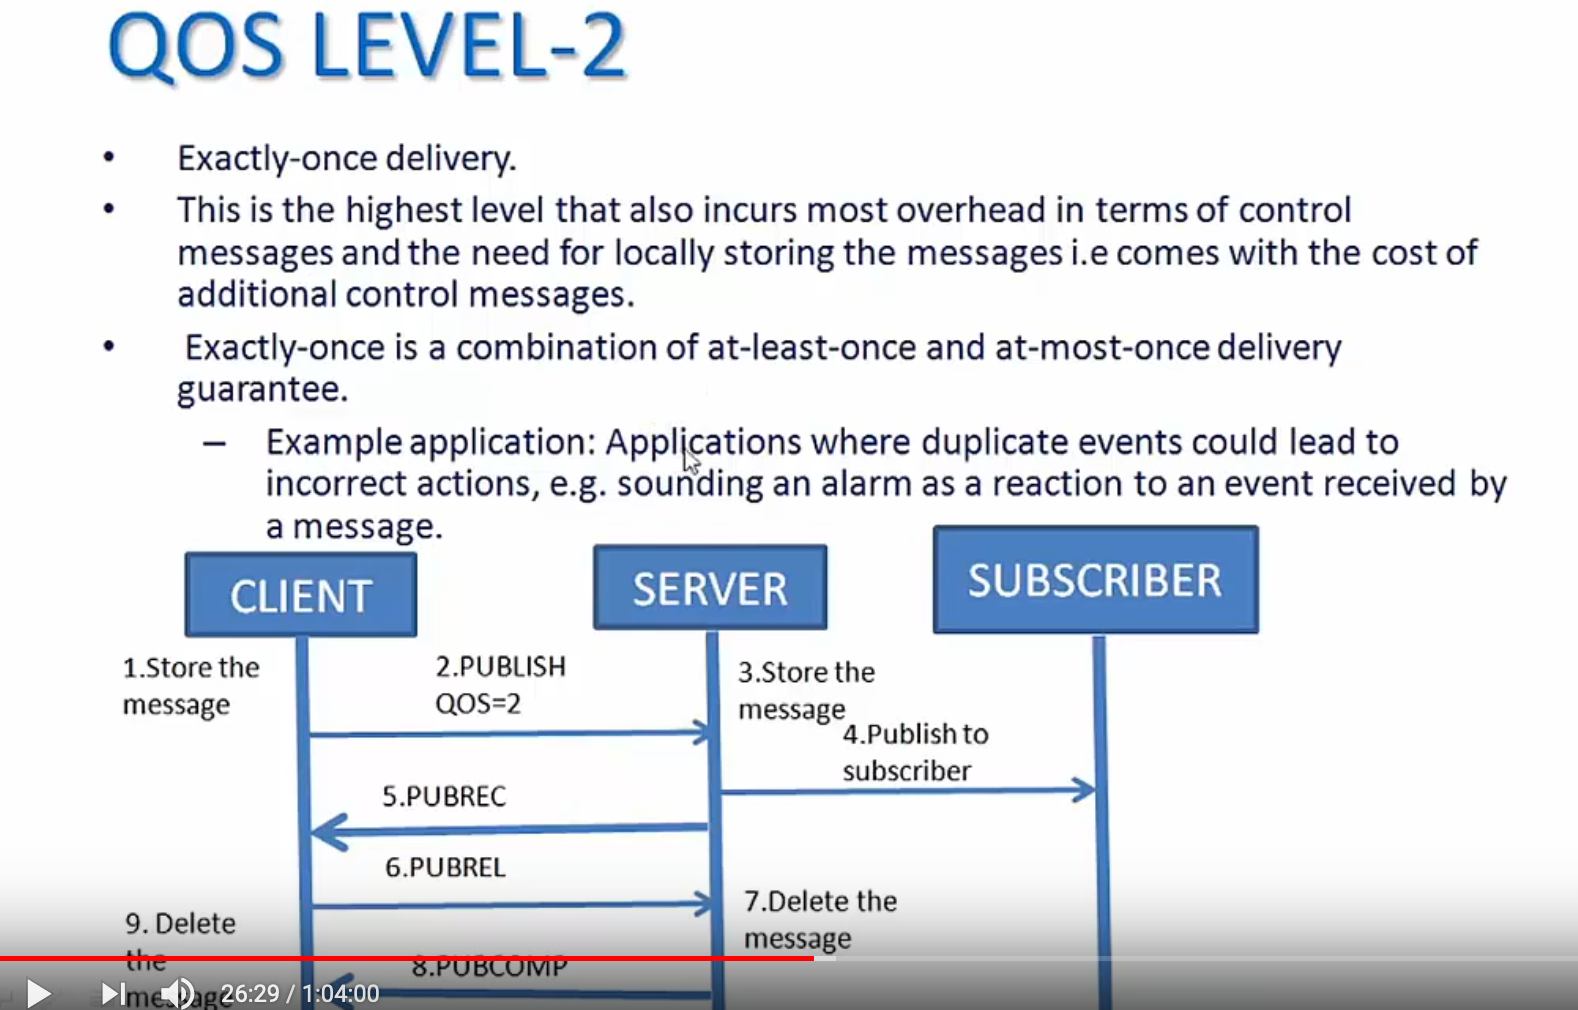 QOS LEVEL-2
• Exactly-once delivery.
• This is the highest level that also incurs most overhead in terms of control
messages and the need for locally storing the messages i.e comes with the cost of
additional control messages.
• Exactly-once is a combination of at-least-once and at-most-once delivery
guarantee.
– Example application: Applications where duplicate events could lead to
incorrect actions, e.g. sounding an alarm as a reaction to an event received by
a message.
CLIENT
SERVER
SUBSCRIBER
1.Store the
message
2.PUBLISH
QOS=2
3.Store the
message
4.Publish to
subscriber
5.PUBREC
6.PUBREL
7.Delete the
message
9. Delete
the
message
8.PUBCOMP
26:29 / 1:04:00